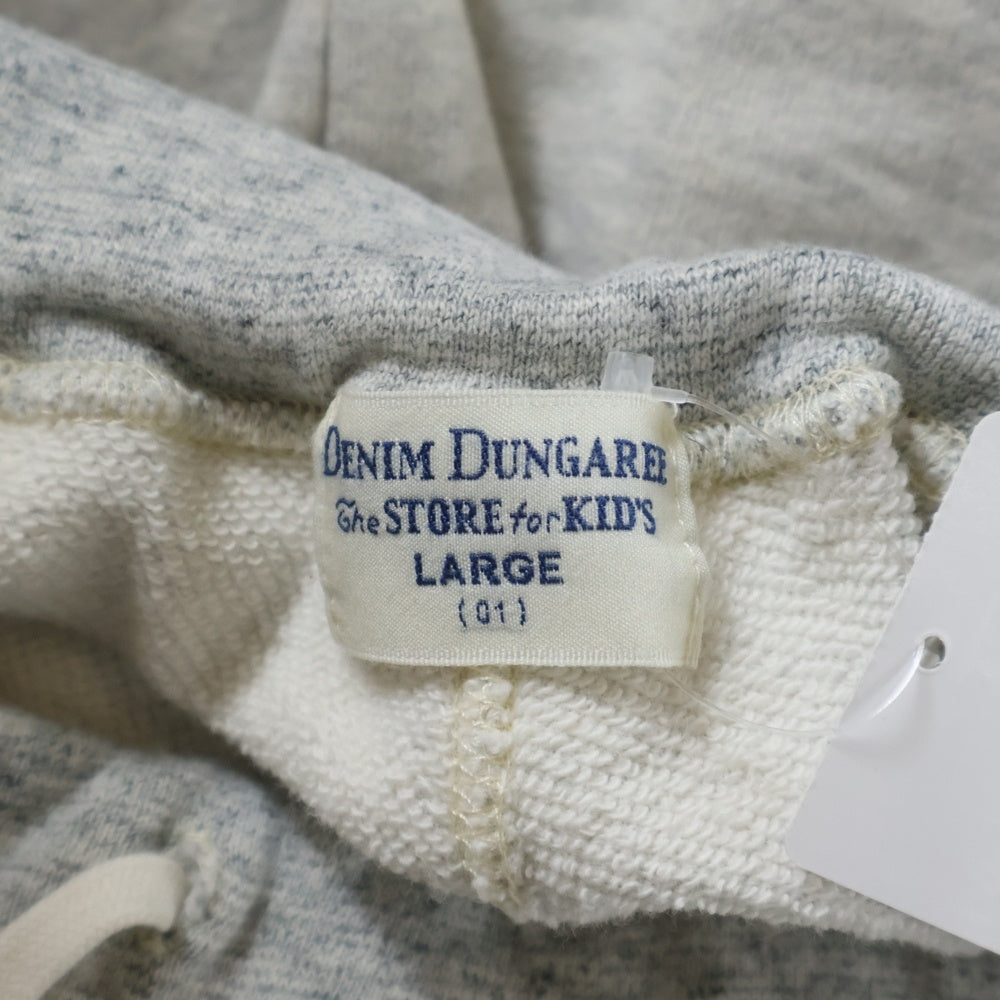 DENIM DUNGAREE
The STORE for KID'S
LARGE
(01)